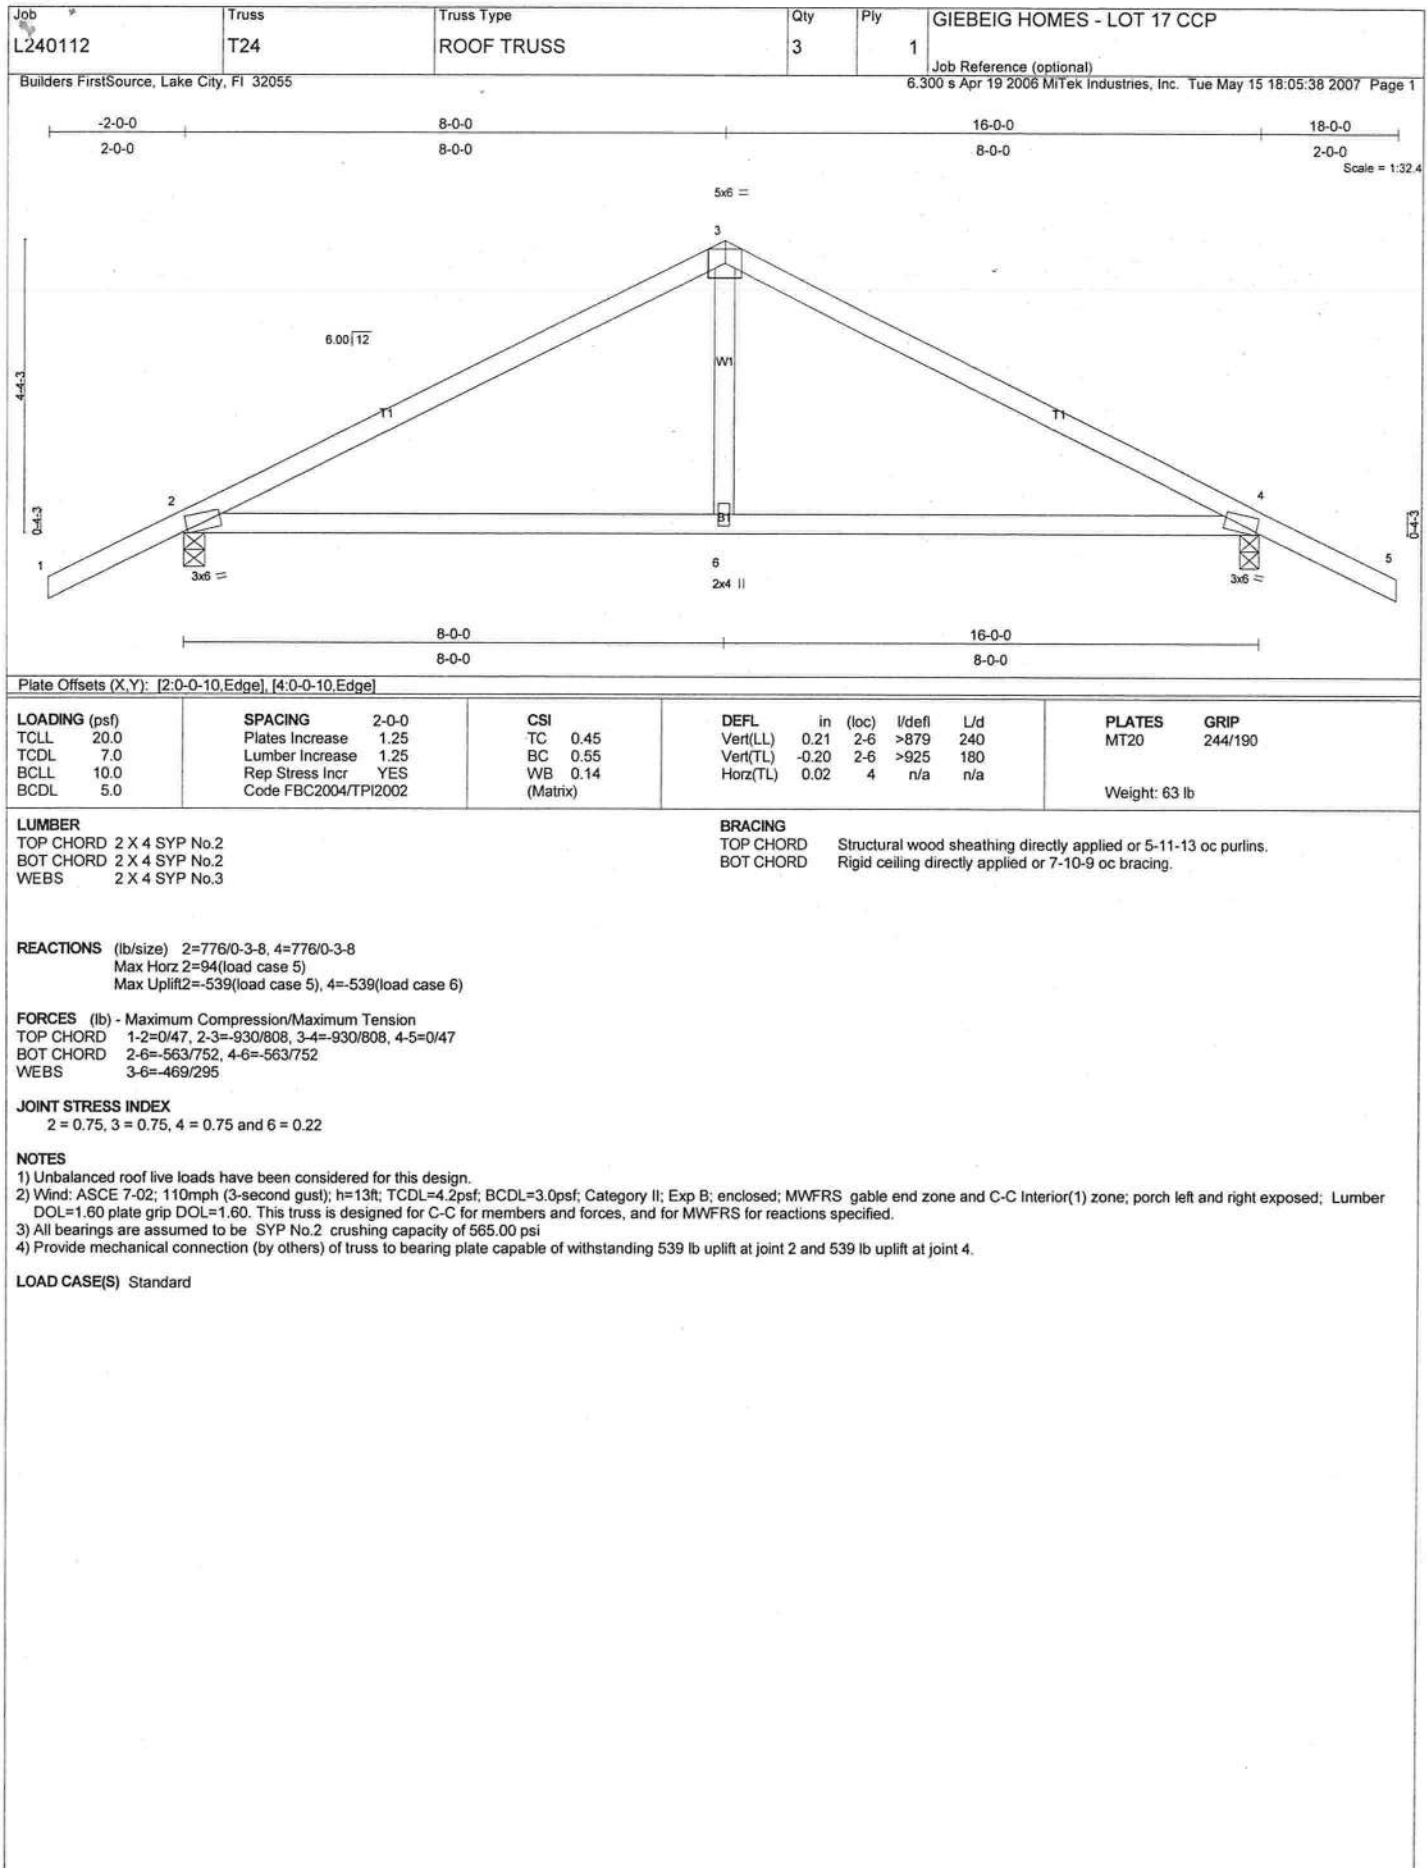 Job Truss Truss Type Qty Ply GIEBEIG HOMES - LOT 17 CCP
L240112 T24 ROOF TRUSS 3 1
Job Reference (optional)
Builders FirstSource, Lake City, Fl 32055 6.300 s Apr 19 2006 MiTek Industries, Inc. Tue May 15 18:05:38 2007 Page 1
-2-0-0 8-0-0 16-0-0 18-0-0
2-0-0 8-0-0 8-0-0 2-0-0
Scale = 1:32.4
5x6 =
3
6.00 12
W1
4-4-3
T1 T1
2 4
0-4-3 B1 0-4-3
1 6 5
3x6 = 2x4 || 3x6 =
8-0-0 16-0-0
8-0-0 8-0-0
Plate Offsets (X,Y): [2:0-0-10,Edge], [4:0-0-10,Edge]
LOADING (psf) SPACING 2-0-0 CSI DEFL in (loc) l/defl L/d PLATES GRIP
TCLL 20.0 Plates Increase 1.25 TC 0.45 Vert(LL) 0.21 2-6 >879 240 MT20 244/190
TCDL 7.0 Lumber Increase 1.25 BC 0.55 Vert(TL) -0.20 2-6 >925 180
BCLL 10.0 Rep Stress Incr YES WB 0.14 Horz(TL) 0.02 4 n/a n/a
BCDL 5.0 Code FBC2004/TPI2002 (Matrix) Weight: 63 lb
LUMBER BRACING
TOP CHORD 2 X 4 SYP No.2 TOP CHORD Structural wood sheathing directly applied or 5-11-13 oc purlins.
BOT CHORD 2 X 4 SYP No.2 BOT CHORD Rigid ceiling directly applied or 7-10-9 oc bracing.
WEBS 2 X 4 SYP No.3
REACTIONS (lb/size) 2=776/0-3-8, 4=776/0-3-8
Max Horz 2=94(load case 5)
Max Uplift2=-539(load case 5), 4=-539(load case 6)
FORCES (lb) - Maximum Compression/Maximum Tension
TOP CHORD 1-2=0/47, 2-3=-930/808, 3-4=-930/808, 4-5=0/47
BOT CHORD 2-6=-563/752, 4-6=-563/752
WEBS 3-6=-469/295
JOINT STRESS INDEX
2 = 0.75, 3 = 0.75, 4 = 0.75 and 6 = 0.22
NOTES
1) Unbalanced roof live loads have been considered for this design.
2) Wind: ASCE 7-02; 110mph (3-second gust); h=13ft; TCDL=4.2psf; BCDL=3.0psf; Category II; Exp B; enclosed; MWFRS gable end zone and C-C Interior(1) zone; porch left and right exposed; Lumber
DOL=1.60 plate grip DOL=1.60. This truss is designed for C-C for members and forces, and for MWFRS for reactions specified.
3) All bearings are assumed to be SYP No.2 crushing capacity of 565.00 psi
4) Provide mechanical connection (by others) of truss to bearing plate capable of withstanding 539 lb uplift at joint 2 and 539 lb uplift at joint 4.
LOAD CASE(S) Standard